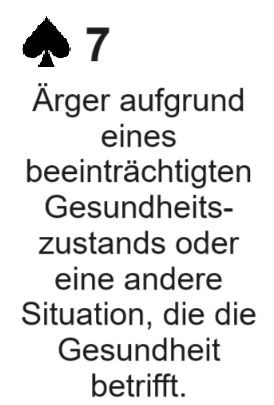 ♠ 7
Ärger aufgrund
eines
beeinträchtigten
Gesundheits-
zustands oder
eine andere
Situation, die die
Gesundheit
betrifft.